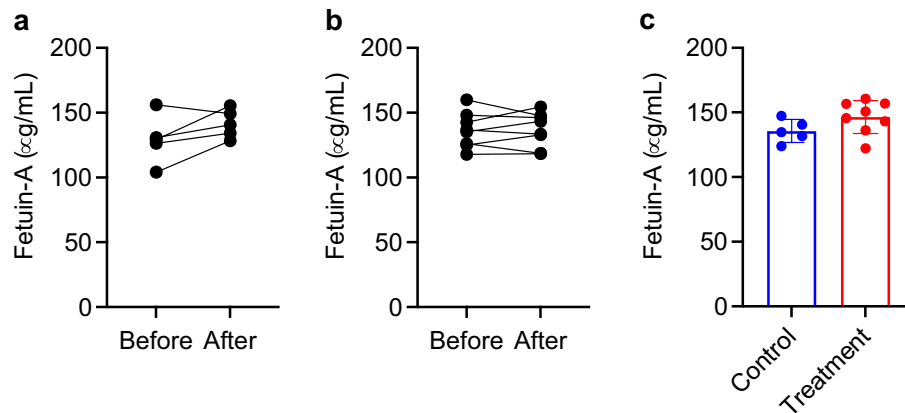 a
Fetuin-A (∝g/mL)
200
150
100
50
0
Before After
b
Fetuin-A (∝g/mL)
200
150
100
50
0
Before After
c
Fetuin-A (∝g/mL)
200
150
100
50
0
Control
Treatment